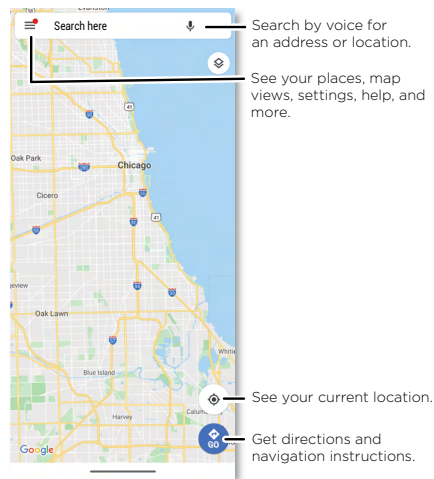 Evanston
Search here
Search by voice for
an address or location.
See your places, map
views, settings, help, and
more.
41
Oak Park
Chicago
Cicero
41
Oak Lawn
Blue Island
Harvey
See your current location.
GO
Get directions and
navigation instructions.
Google